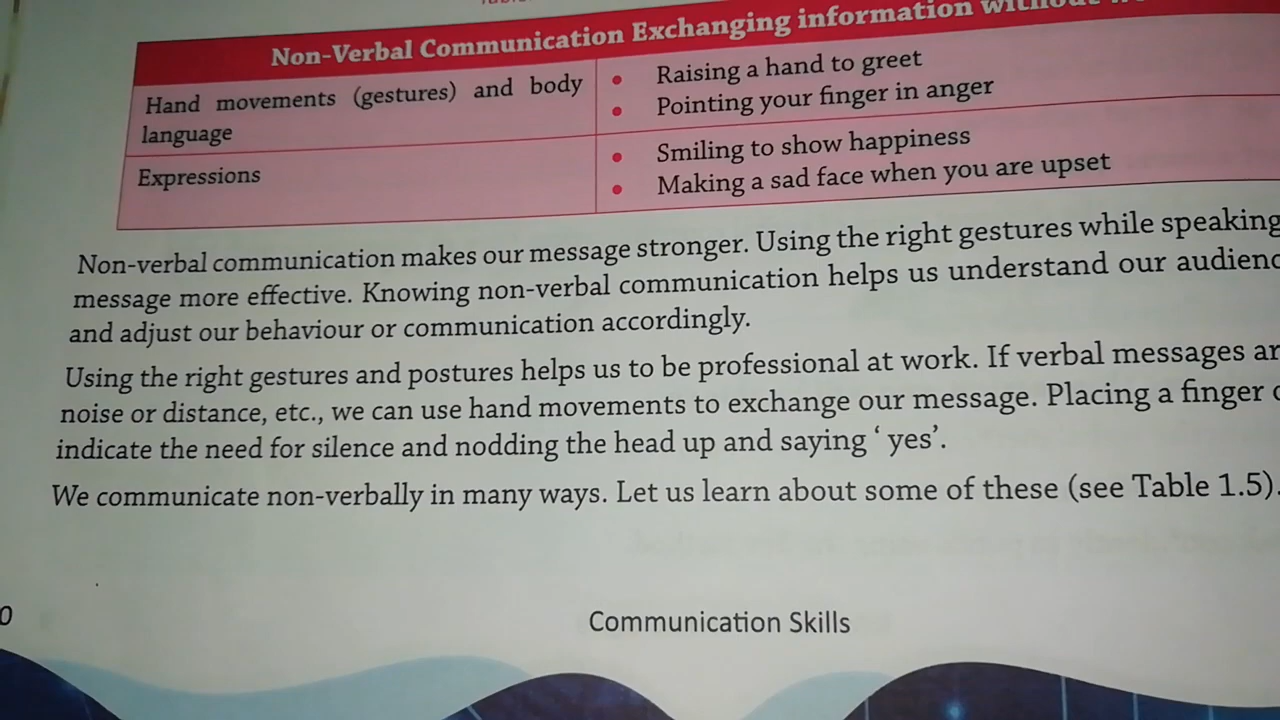 Non-Verbal Communication Exchanging information
Hand movements (gestures) and body
language
• Raising a hand to greet
• Pointing your finger in anger
Expressions
• Smiling to show happiness
• Making a sad face when you are upset
Non-verbal communication makes our message stronger. Using the right gestures while speaking
message more effective. Knowing non-verbal communication helps us understand our audienc
and adjust our behaviour or communication accordingly.
Using the right gestures and postures helps us to be professional at work. If verbal messages ar
noise or distance, etc., we can use hand movements to exchange our message. Placing a finger
indicate the need for silence and nodding the head up and saying ‘ yes’.
We communicate non-verbally in many ways. Let us learn about some of these (see Table 1.5).
0
Communication Skills